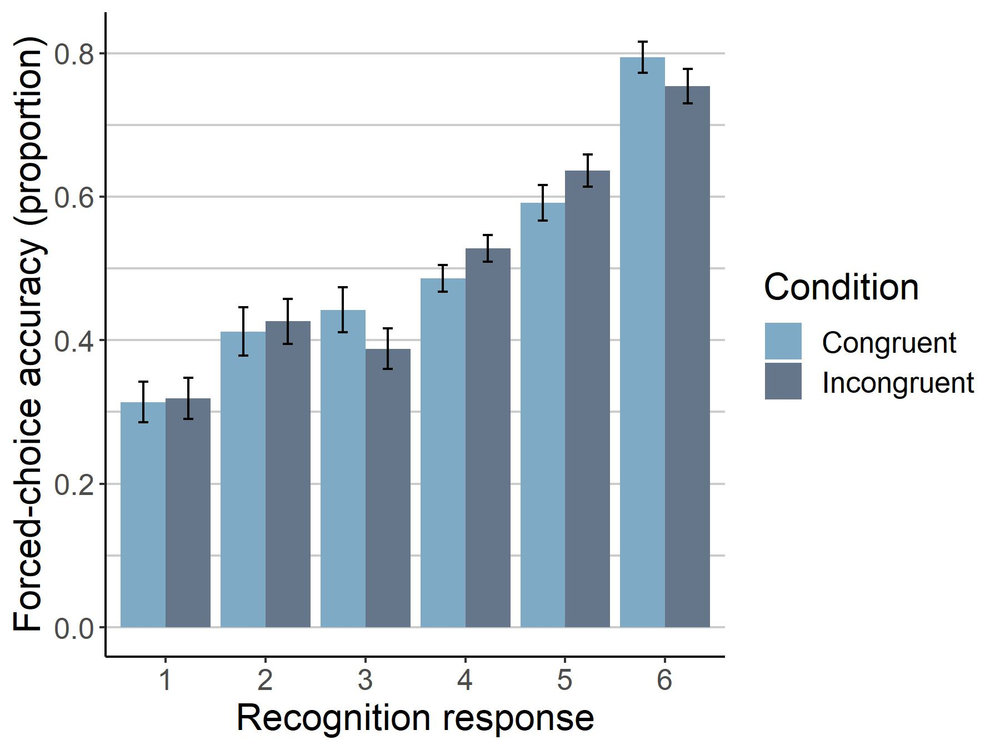 Forced-choice accuracy (proportion)
0.8
0.6
0.4
0.2
0.0
1 2 3 4 5 6
Recognition response
Condition
Congruent
Incongruent